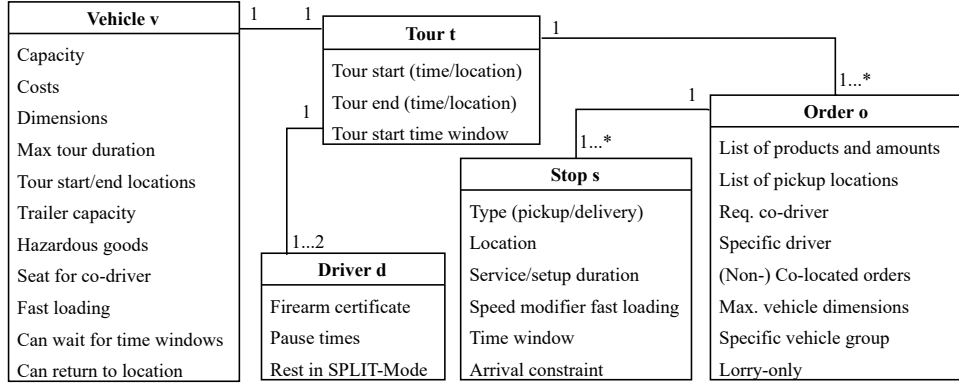 Vehicle v
Capacity
Costs
Dimensions
Max tour duration
Tour start/end locations
Trailer capacity
Hazardous goods
Seat for co-driver
Fast loading
Can wait for time windows
Can return to location
1
1
Tour t
Tour start (time/location)
Tour end (time/location)
Tour start time window
1
1...*
1
1...2
Driver d
Firearm certificate
Pause times
Rest in SPLIT-Mode
1
1...*
Stop s
Type (pickup/delivery)
Location
Service/setup duration
Speed modifier fast loading
Time window
Arrival constraint
Order o
List of products and amounts
List of pickup locations
Req. co-driver
Specific driver
(Non-) Co-located orders
Max. vehicle dimensions
Specific vehicle group
Lorry-only